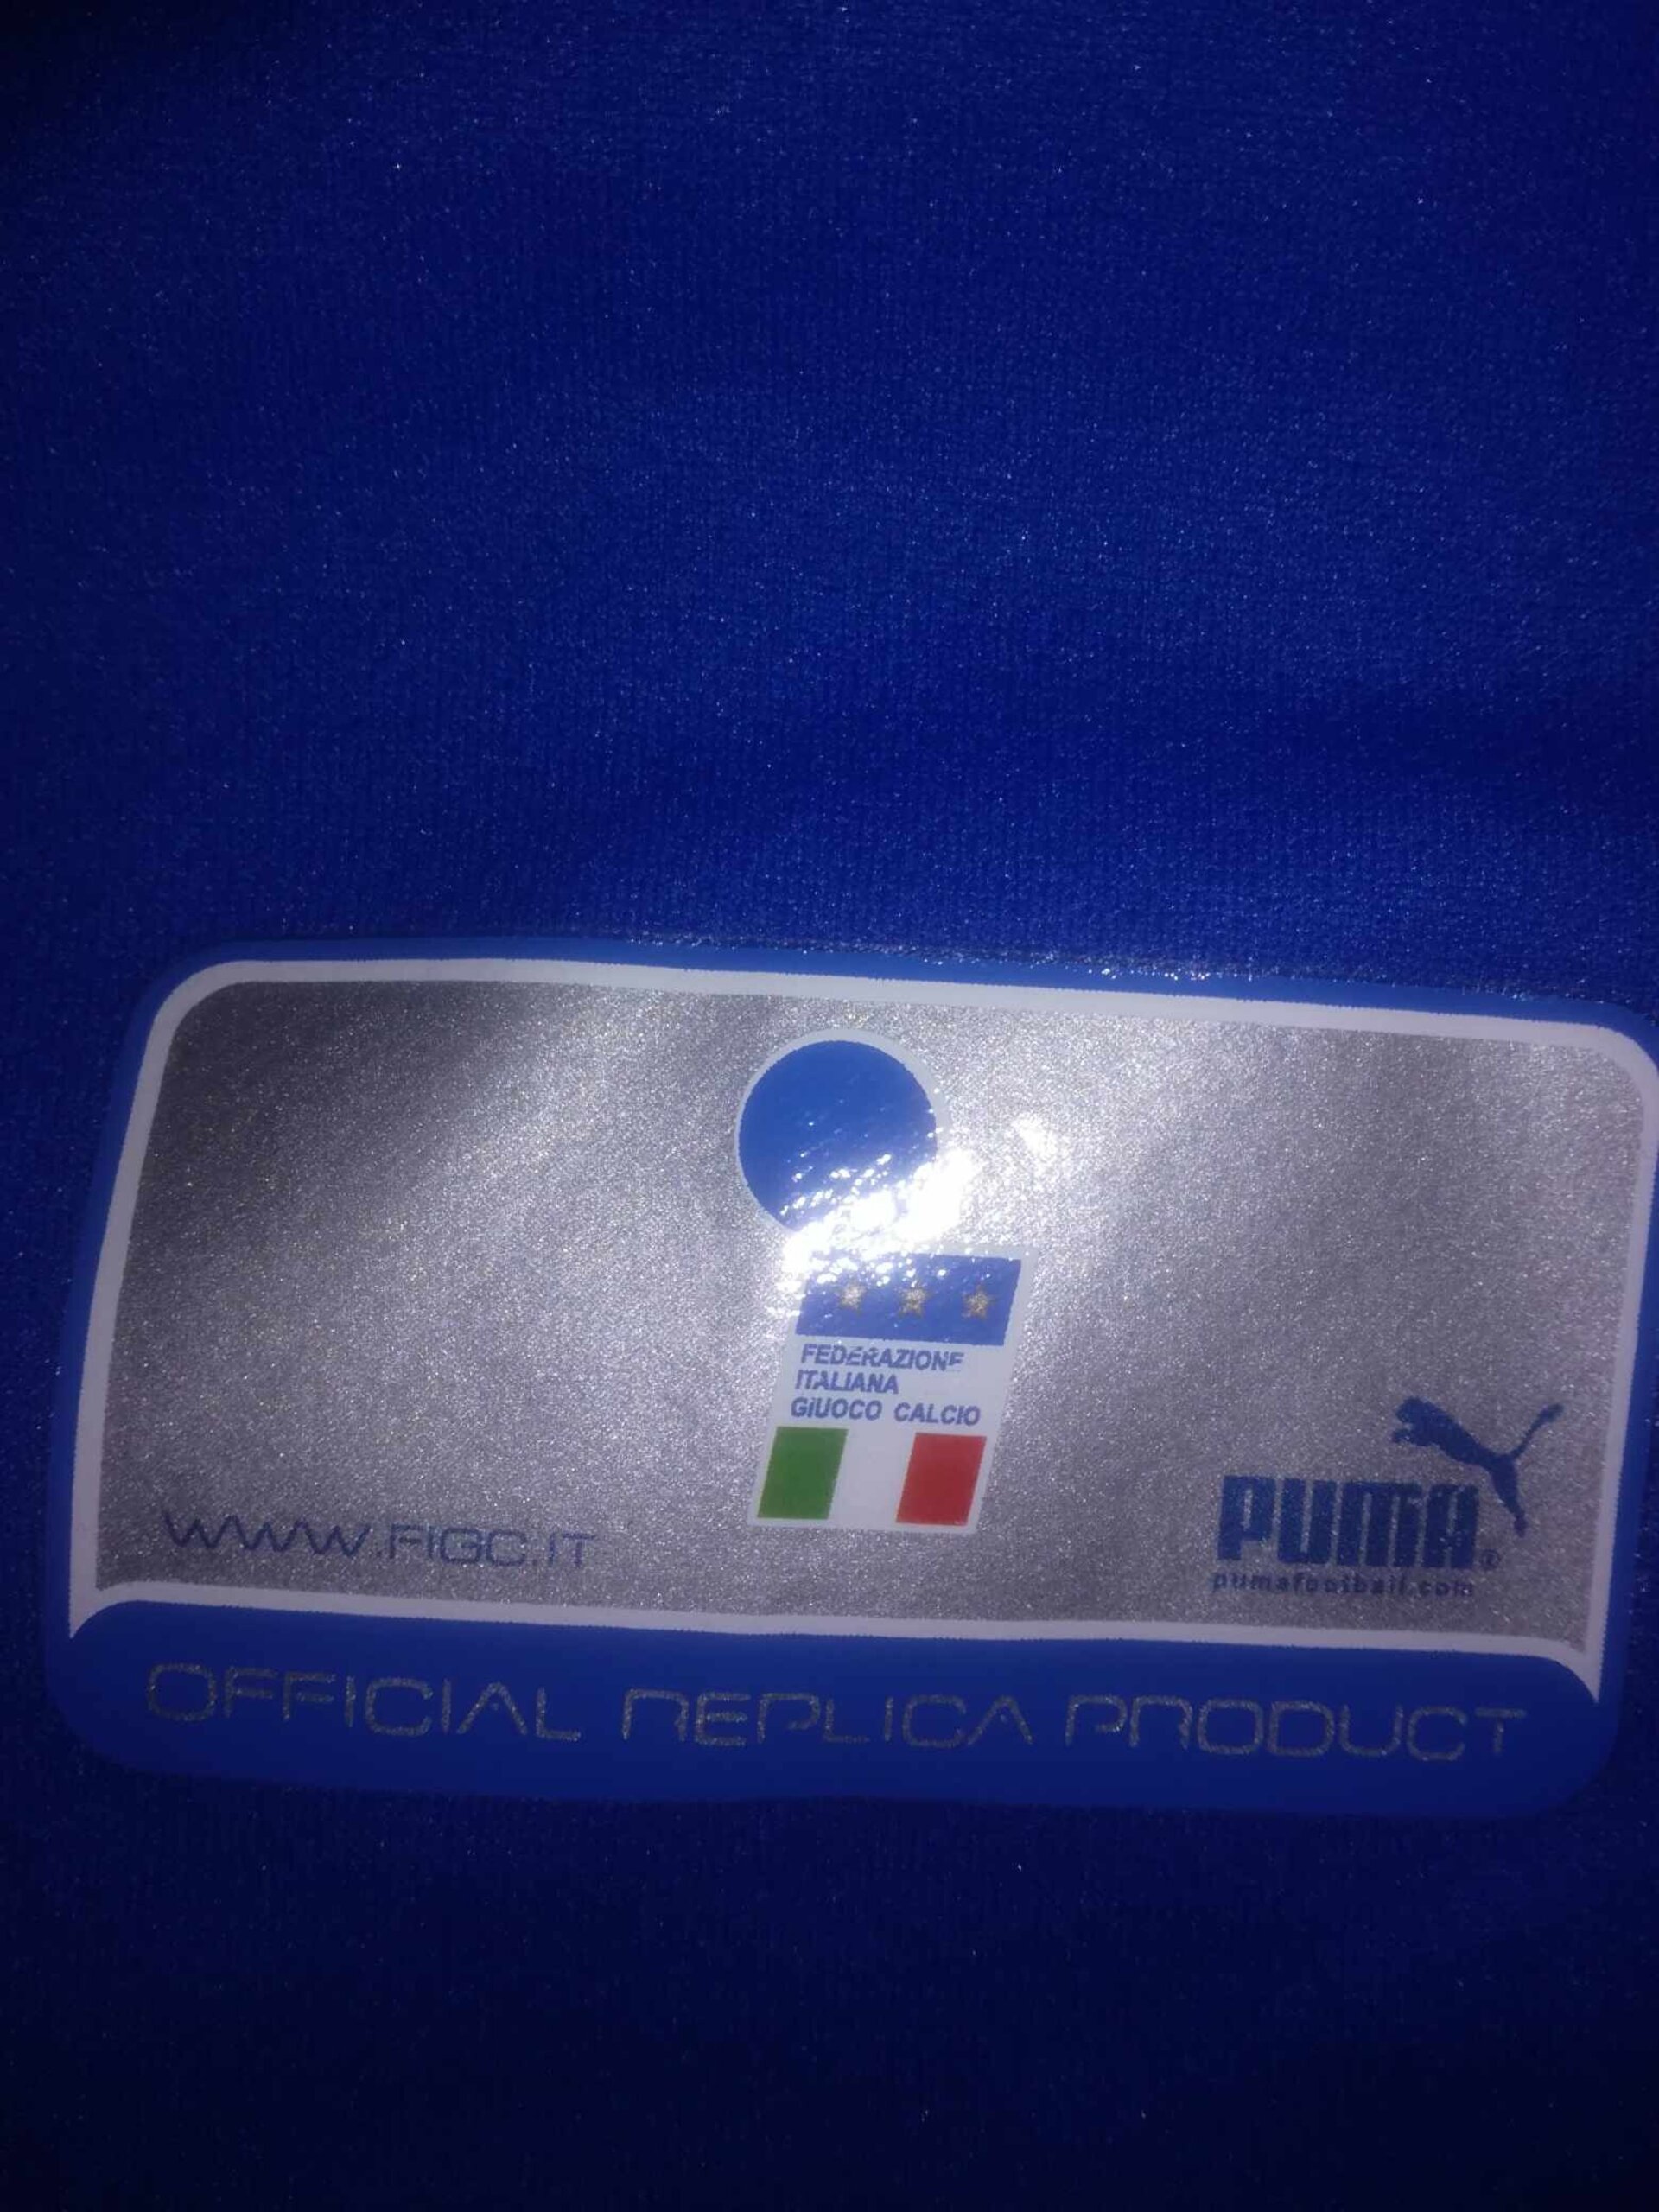 FEDERAZIONE
ITALIANA
GIUOCO CALCIO
WWW.FIGC.IT
PUMA®
pumafootball.com
OFFICIAL REPLICA PRODUCT